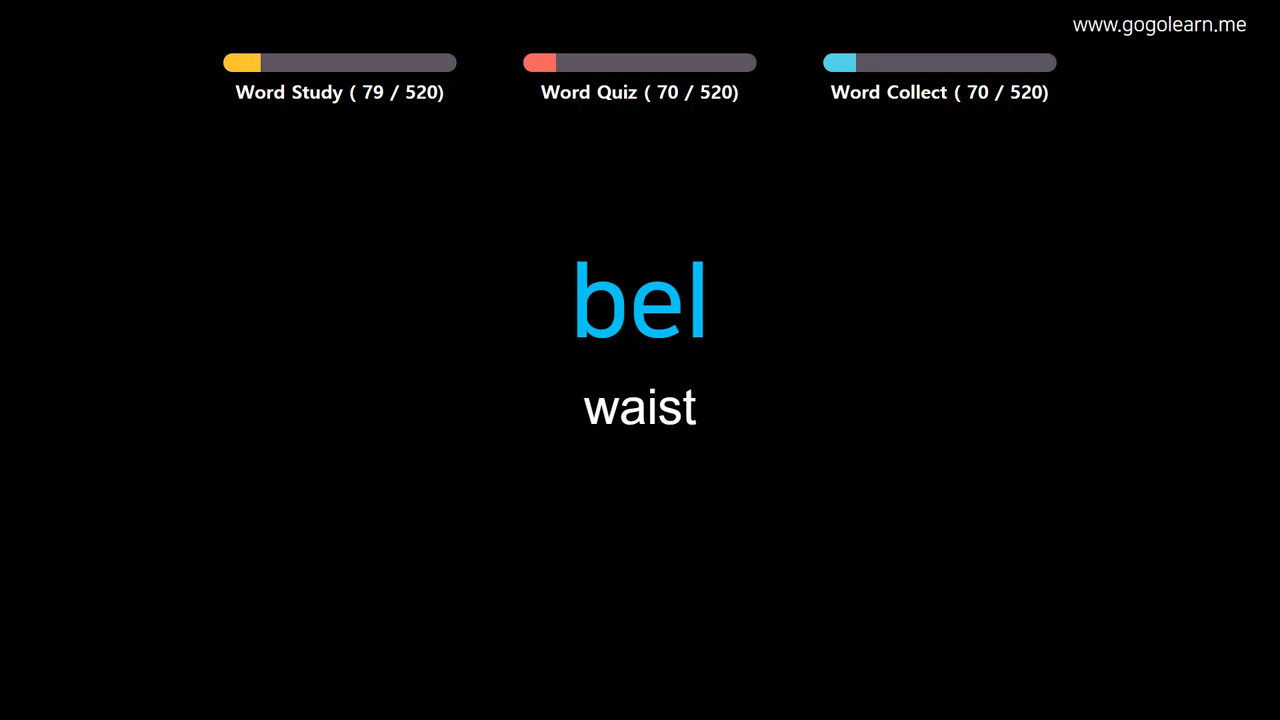 www.gogolearn.me
Word Study ( 79 / 520)
Word Quiz ( 70 / 520)
Word Collect ( 70 / 520)
bel
waist